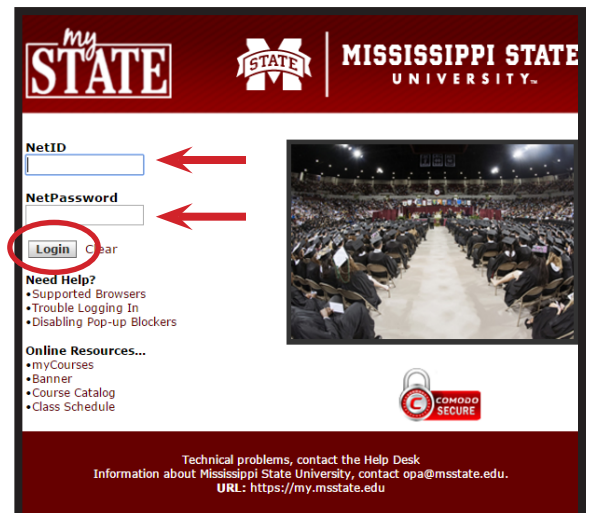 my
STATE
STATE
MISSISSIPPI STATE
UNIVERSITY™
NetID
NetPassword
Login Clear
Need Help?
•Supported Browsers
•Trouble Logging In
•Disabling Pop-up Blockers
Online Resources...
•myCourses
•Banner
•Course Catalog
•Class Schedule
C COMODO
SECURE
Technical problems, contact the Help Desk
Information about Mississippi State University, contact opa@msstate.edu.
URL: https://my.msstate.edu